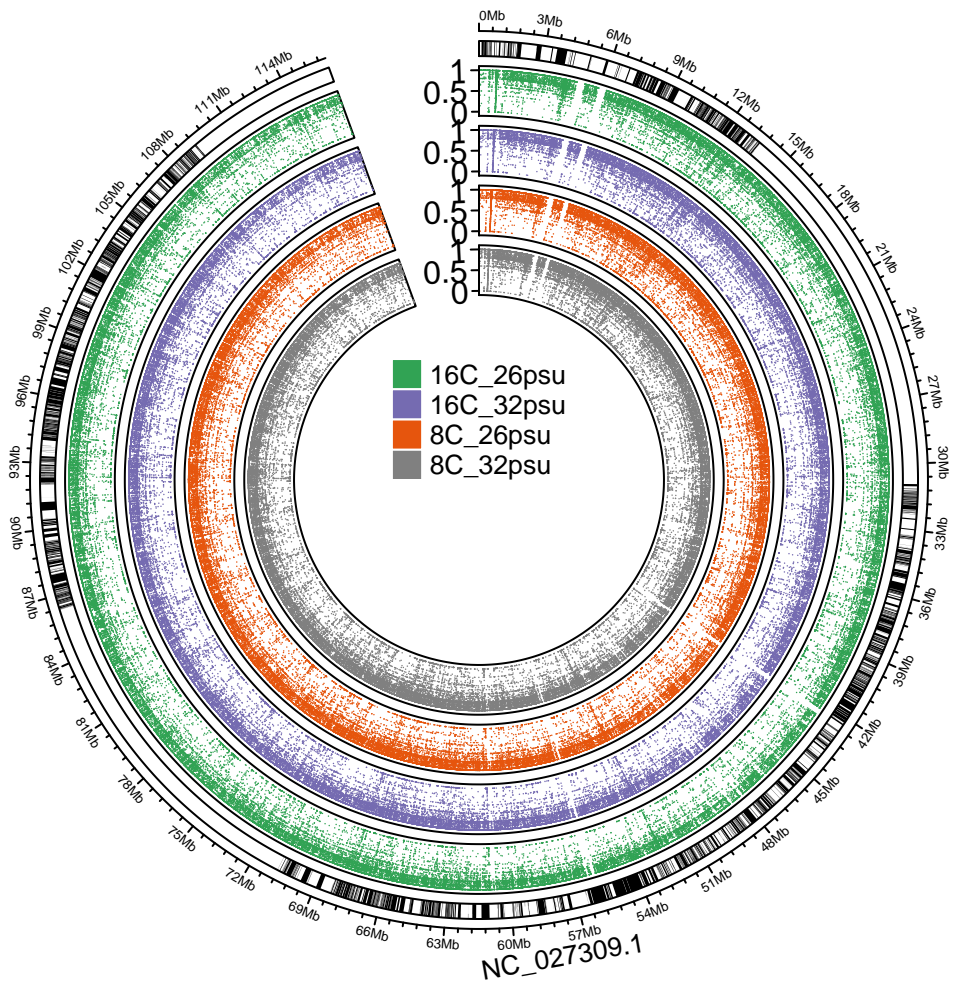 0Mb
3Mb
6Mb
9Mb
12Mb
15Mb
18Mb
21Mb
24Mb
27Mb
30Mb
33Mb
36Mb
39Mb
42Mb
45Mb
48Mb
51Mb
54Mb
57Mb
60Mb
63Mb
66Mb
69Mb
72Mb
75Mb
78Mb
81Mb
84Mb
87Mb
90Mb
93Mb
96Mb
99Mb
102Mb
105Mb
108Mb
111Mb
114Mb
1
0.5
0
1
0.5
0
1
0.5
0
1
0.5
0
16C_26psu
16C_32psu
8C_26psu
8C_32psu
NC_027309.1